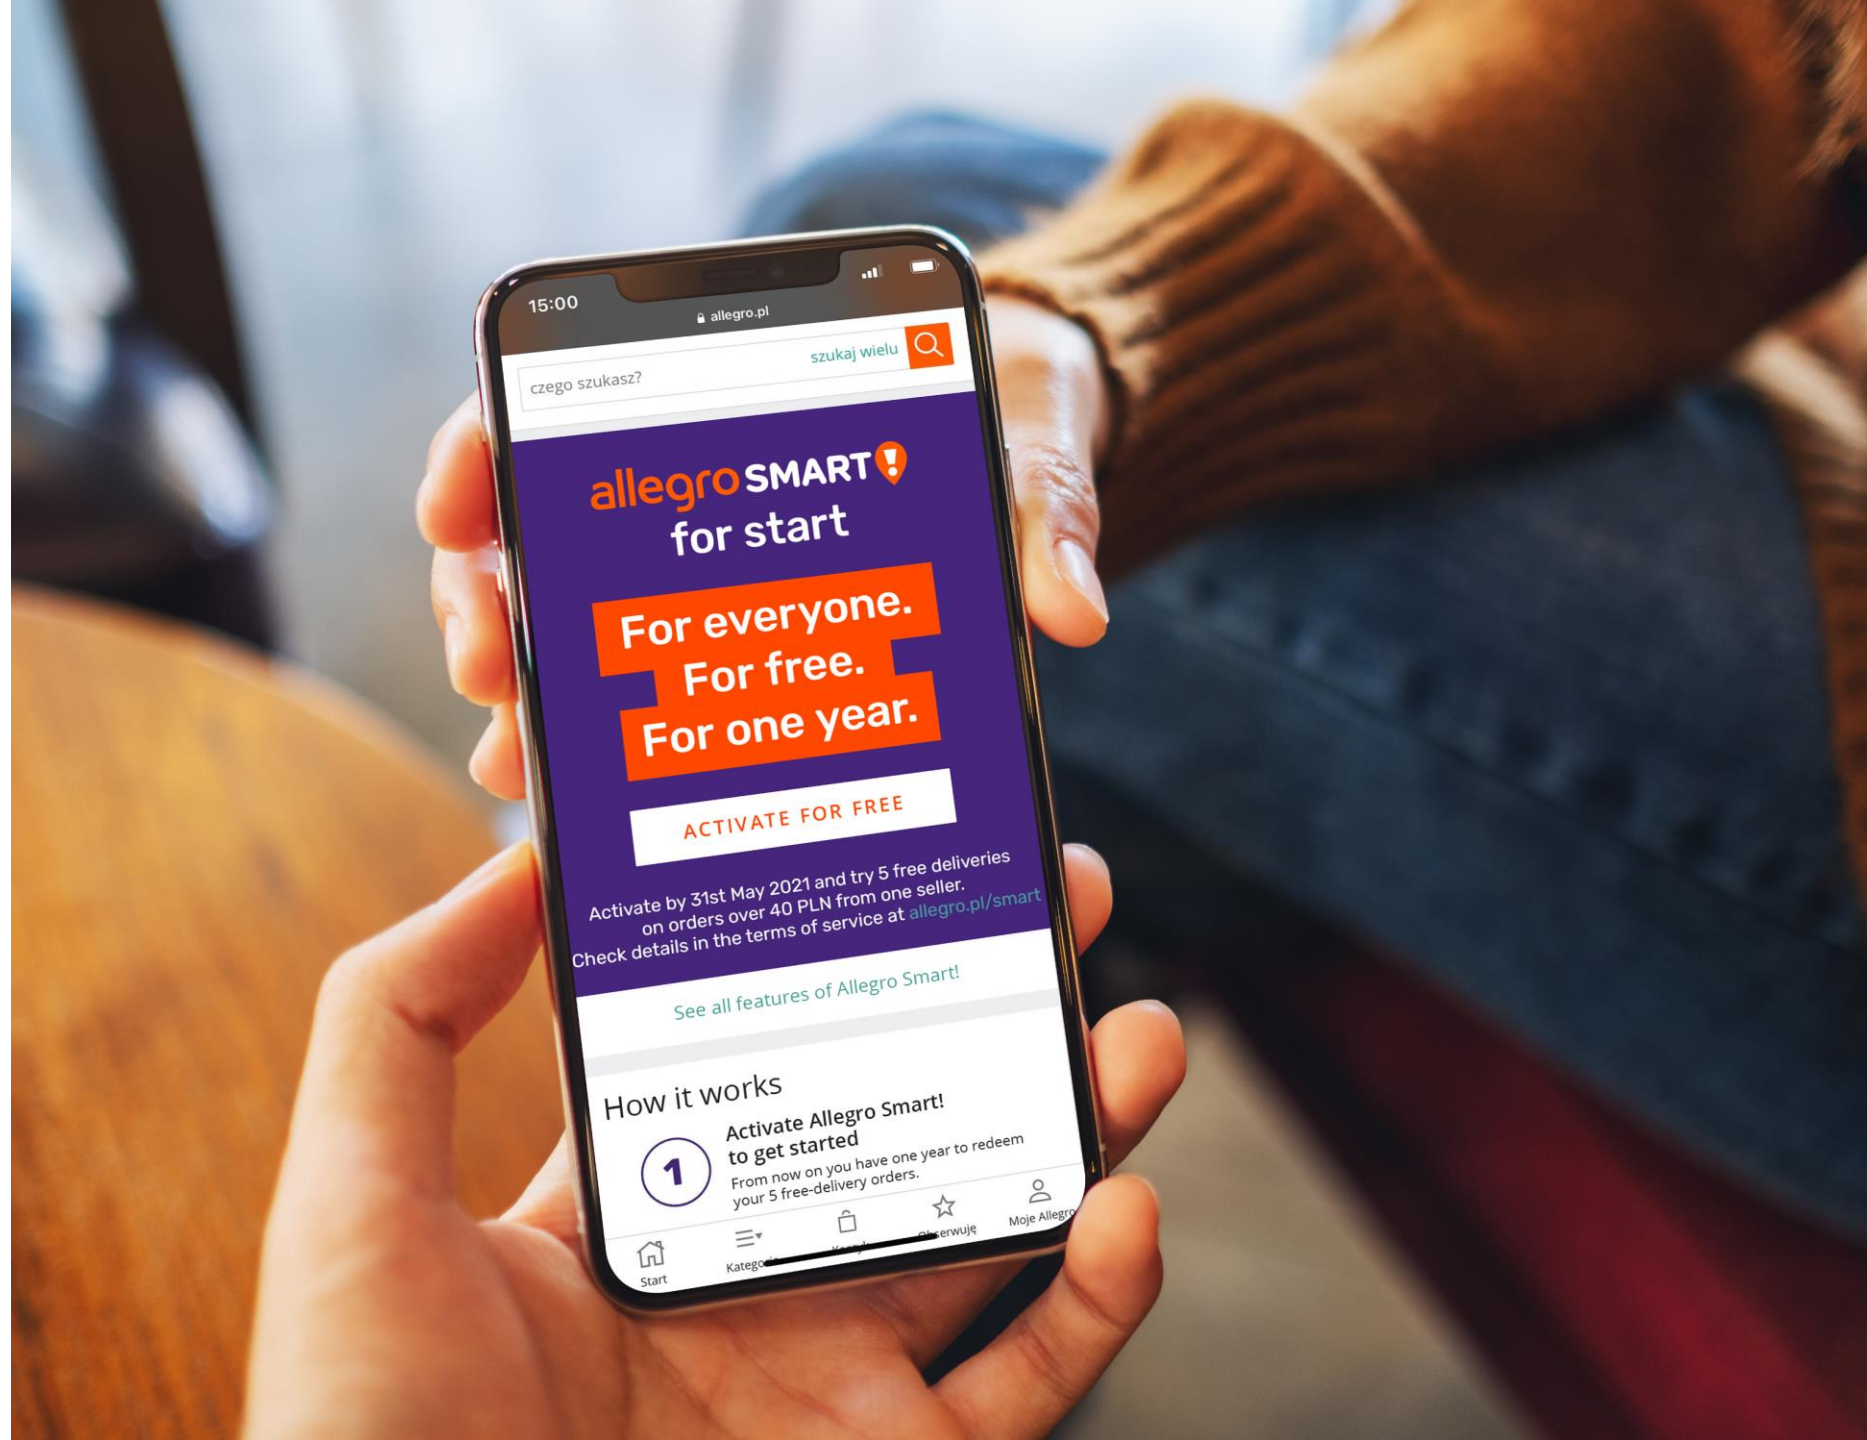 15:00
allegro.pl
czego szukasz?
szukaj wielu
allegro SMART!
for start
For everyone.
For free.
For one year.
ACTIVATE FOR FREE
Activate by 31st May 2021 and try 5 free deliveries
on orders over 40 PLN from one seller.
Check details in the terms of service at allegro.pl/smart
See all features of Allegro Smart!
How it works
1
Activate Allegro Smart!
to get started
From now on you have one year to redeem
your 5 free-delivery orders.
Start
Obserwuję
Moje Allegro